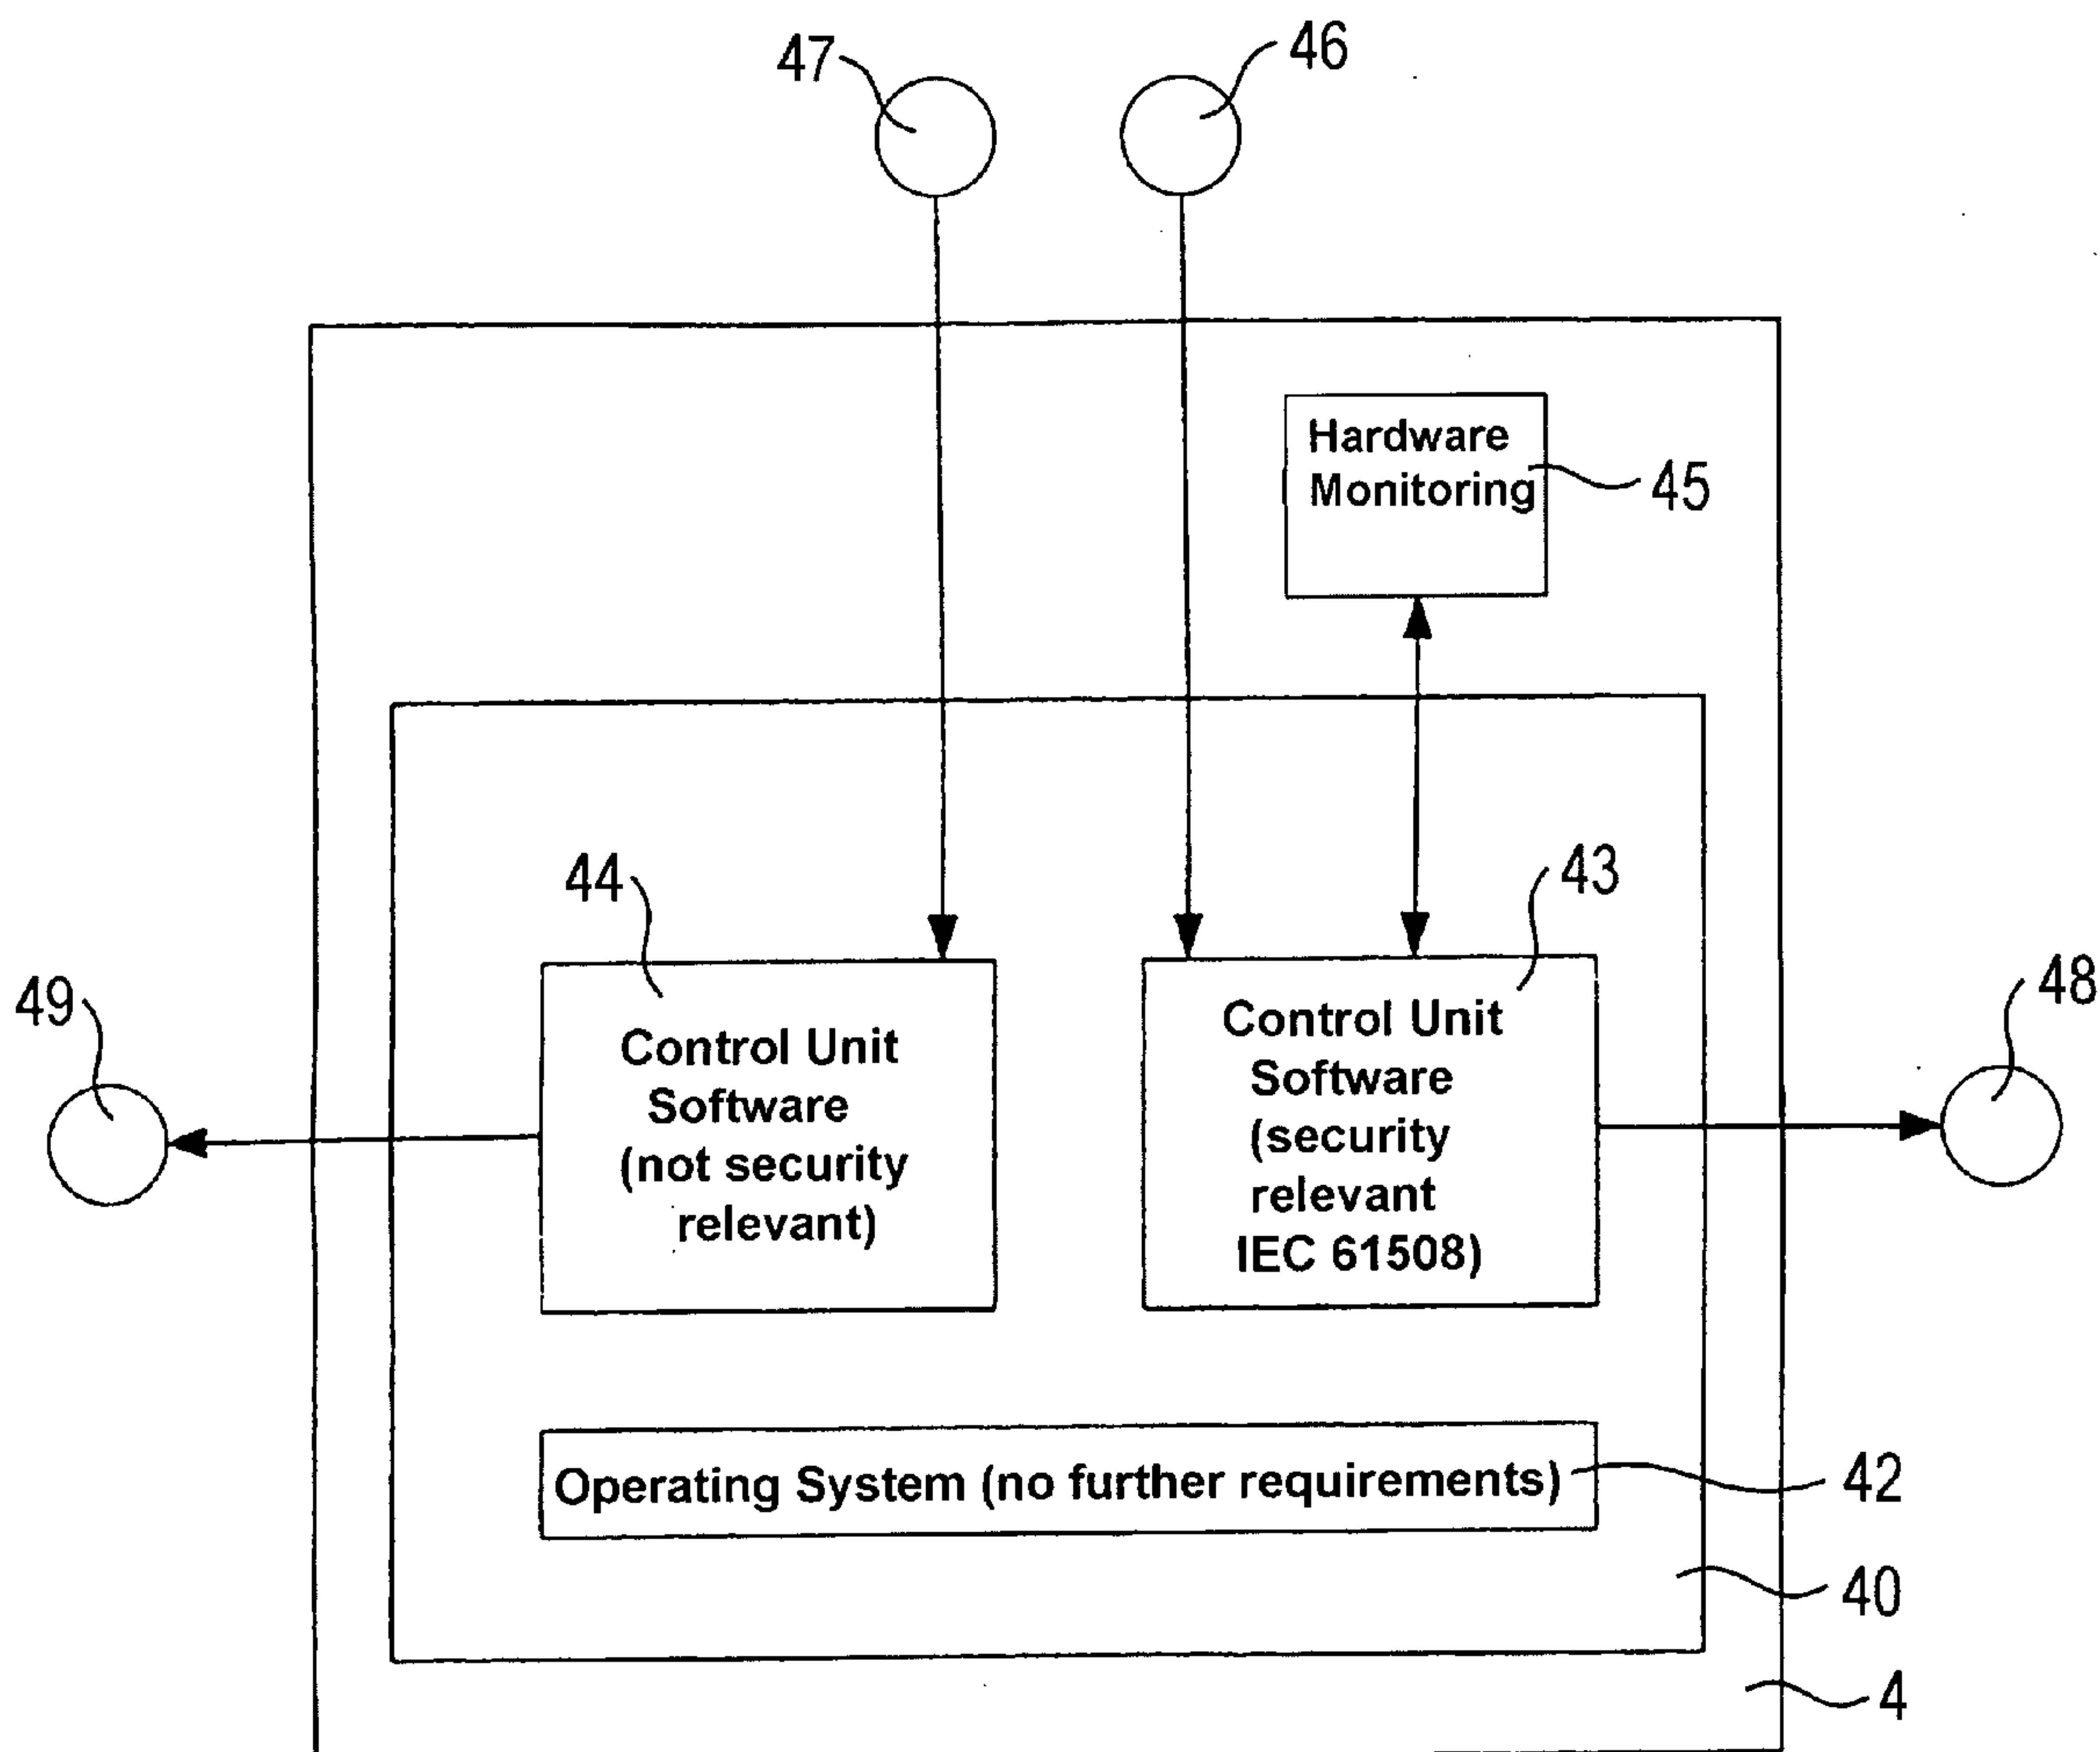 47
46
Hardware
Monitoring
45
44
43
49
48
Control Unit
Software
(not security
relevant)
Control Unit
Software
(security
relevant
IEC 61508)
Operating System (no further requirements)
42
40
4